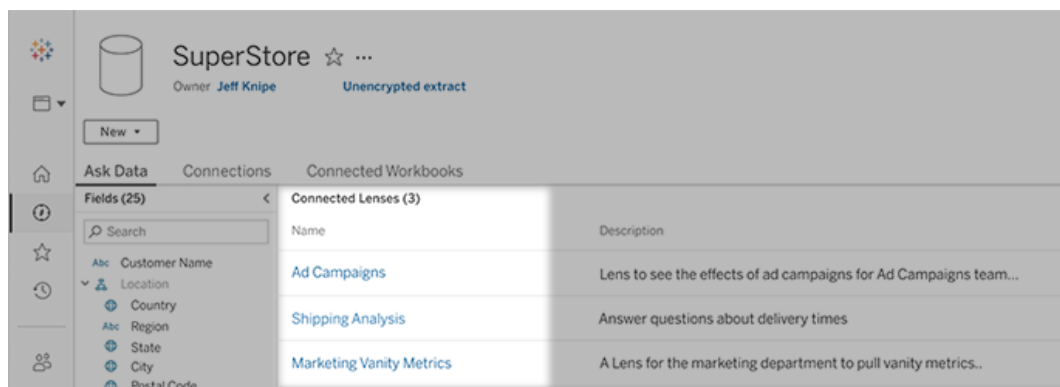 SuperStore
Owner Jeff Knipe Unencrypted extract
New
Ask Data Connections Connected Workbooks
Fields (25)
Search
Abc Customer Name
Location
Country
Abc Region
State
City
Postal Code
Connected Lenses (3)
Name Description
Ad Campaigns Lens to see the effects of ad campaigns for Ad Campaigns team...
Shipping Analysis Answer questions about delivery times
Marketing Vanity Metrics A Lens for the marketing department to pull vanity metrics..